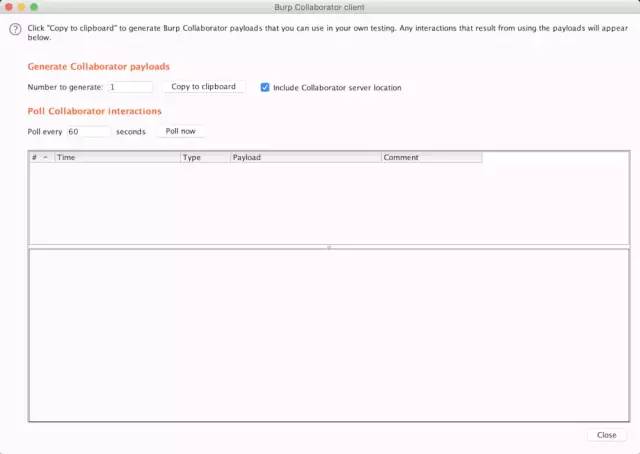 Burp Collaborator client
Click "Copy to clipboard" to generate Burp Collaborator payloads that you can use in your own testing. Any interactions that result from using the payloads will appear
below.
Generate Collaborator payloads
Number to generate: 1 Copy to clipboard Include Collaborator server location
Poll Collaborator interactions
Poll every 60 seconds Poll now
# Time Type Payload Comment
Close